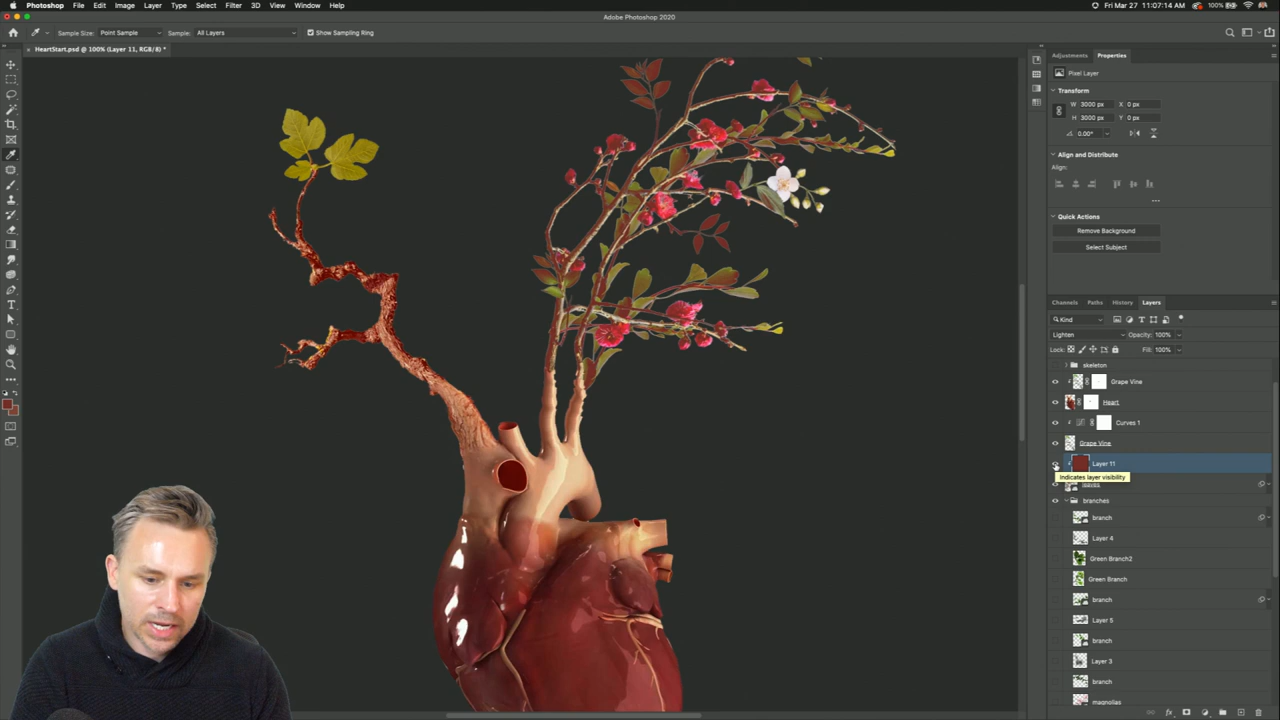 Photoshop File Edit Image Layer Type Select Filter 3D View Window Help
100% Fri Mar 27 11:07:14 AM
Adobe Photoshop 2020
Sample Size: Point Sample Sample: All Layers Show Sampling Ring
HeartStart.psd @ 100% (Layer 11, RGB/8) *
Adjustments Properties
Pixel Layer
Transform
W 3000 px X 0 px
H 3000 px Y 0 px
0.00°
Align and Distribute
Align:
Quick Actions
Remove Background
Select Subject
Channels Paths History Layers
Kind
Lighten Opacity: 100%
Lock: Fill: 100%
skeleton
Grape Vine
Heart
Curves 1
Grape Vine
Layer 11
Indicates layer visibility
leaves
branches
branch
Layer 4
Green Branch2
Green Branch
branch
Layer 5
branch
Layer 3
branch
magnolias